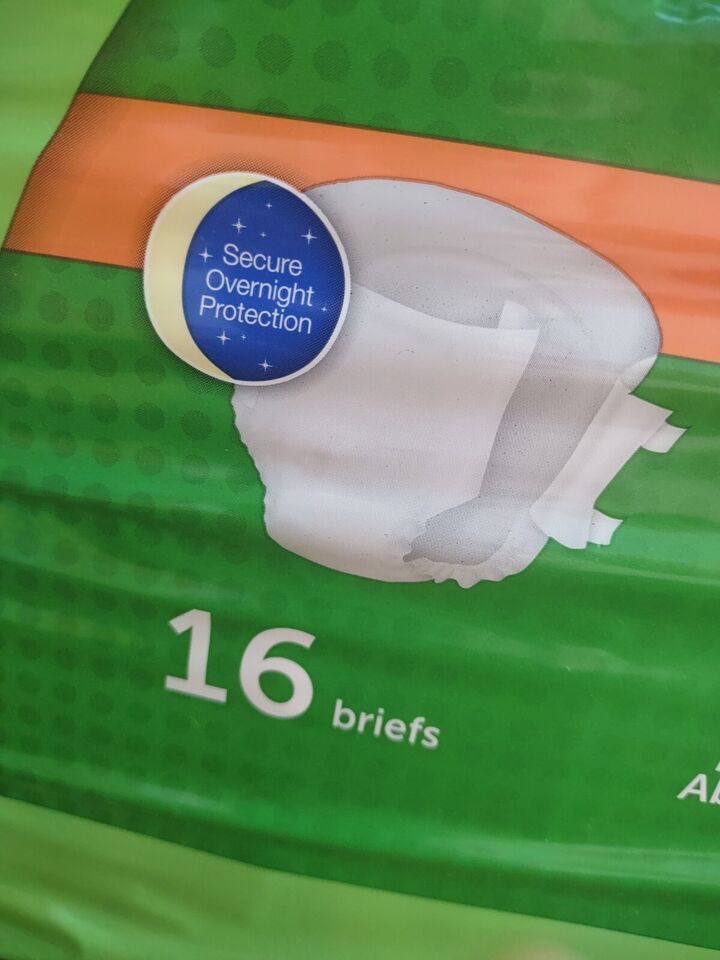 Secure
Overnight
Protection
16 briefs